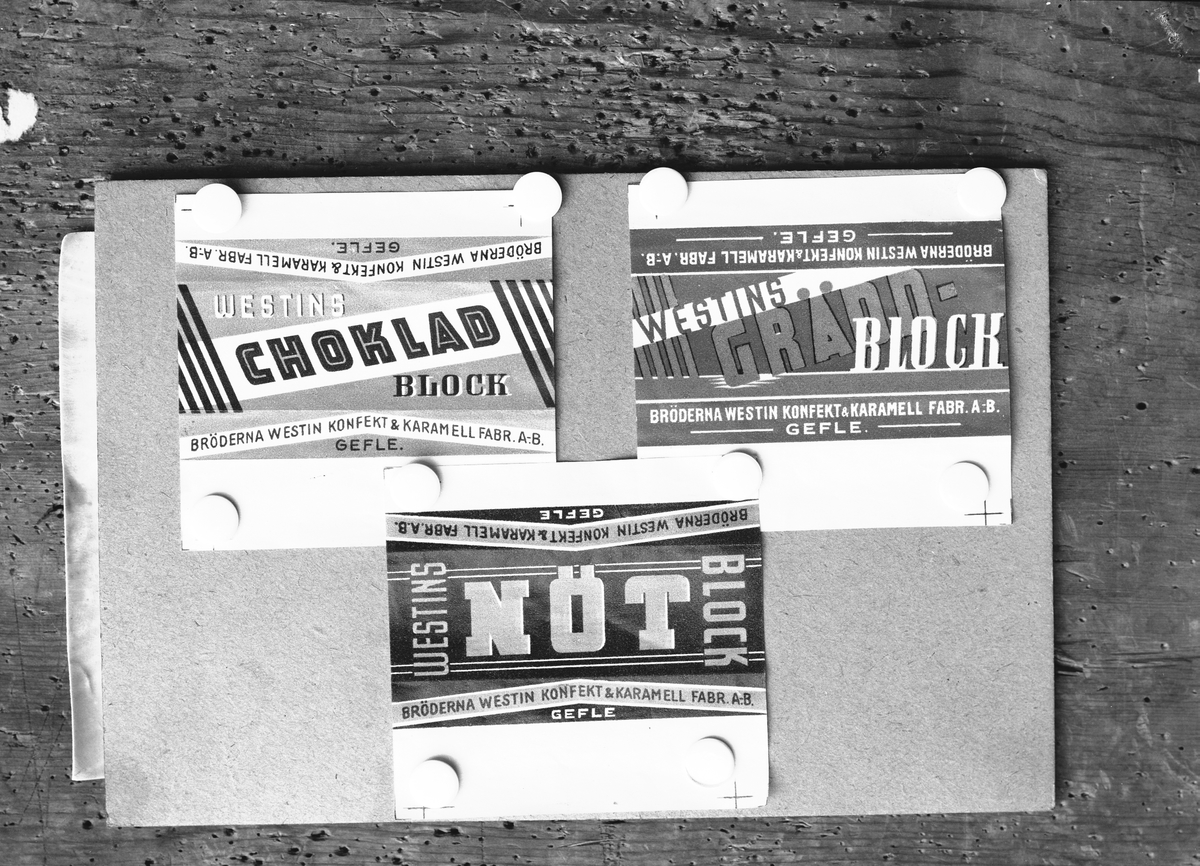 GEFLE.
BRÖDERNA WESTIN KONFEKT & KARAMELL FABR. A-B.
WESTINS
CHOKLAD
BLOCK
BRÖDERNA WESTIN KONFEKT & KARAMELL FABR. A-B.
GEFLE.
GEFLE.
BRÖDERNA WESTIN KONFEKT & KARAMELL FABR. A-B.
WESTINS
GRÄDD-
BLOCK
BRÖDERNA WESTIN KONFEKT & KARAMELL FABR. A-B.
GEFLE.
GEFLE
BRÖDERNA WESTIN KONFEKT & KARAMELL FABR. A-B.
WESTINS
NÖT
BLOCK
BRÖDERNA WESTIN KONFEKT & KARAMELL FABR. A-B.
GEFLE